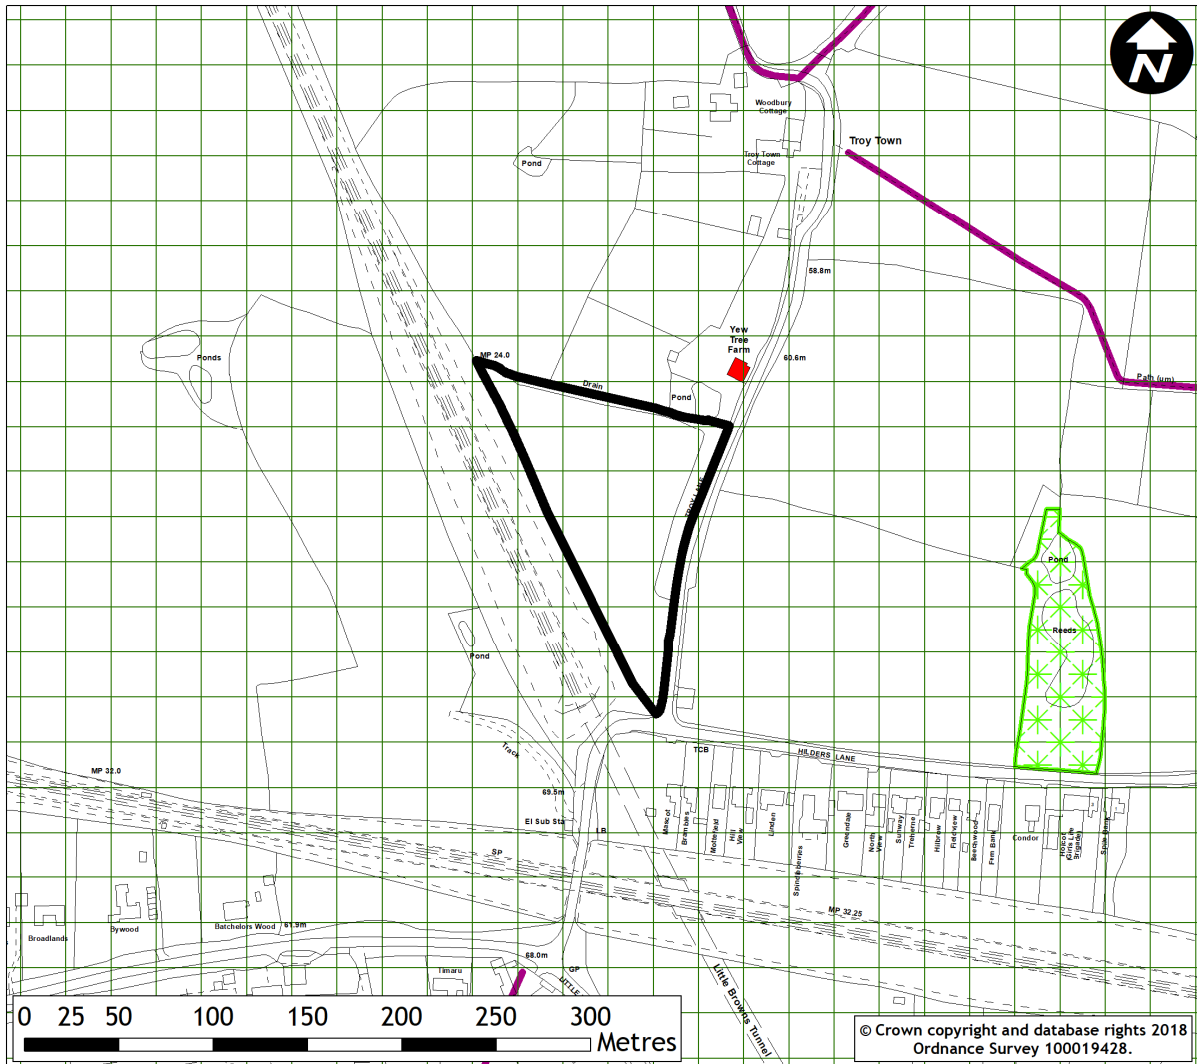 N
Woodbury
Cottage
Troy Town
Troy Town
Cottage
Pond
58.8m
Yew
Tree
Farm
60.6m
MP 24.0
Ponds
Path (um)
Drain
Pond
TROY LANE
Pond
Reeds
Pond
Track
TCB
HILDERS LANE
MP 32.0
69.5m
El Sub Sta
LB
SP
Mascot
Brambles
Hill
View
Linden
Spindleberries
Greendale
North
View
Sunway
Treherne
Hilbrow
Fieldview
Beechwood
Fern Bank
Condor
MP 32.25
Broadlands
Bywood
Batchelors Wood
61.9m
68.0m
Timaru
GP
Little Browns Tunnel
0 25 50 100 150 200 250 300
Metres
© Crown copyright and database rights 2018
Ordnance Survey 100019428.